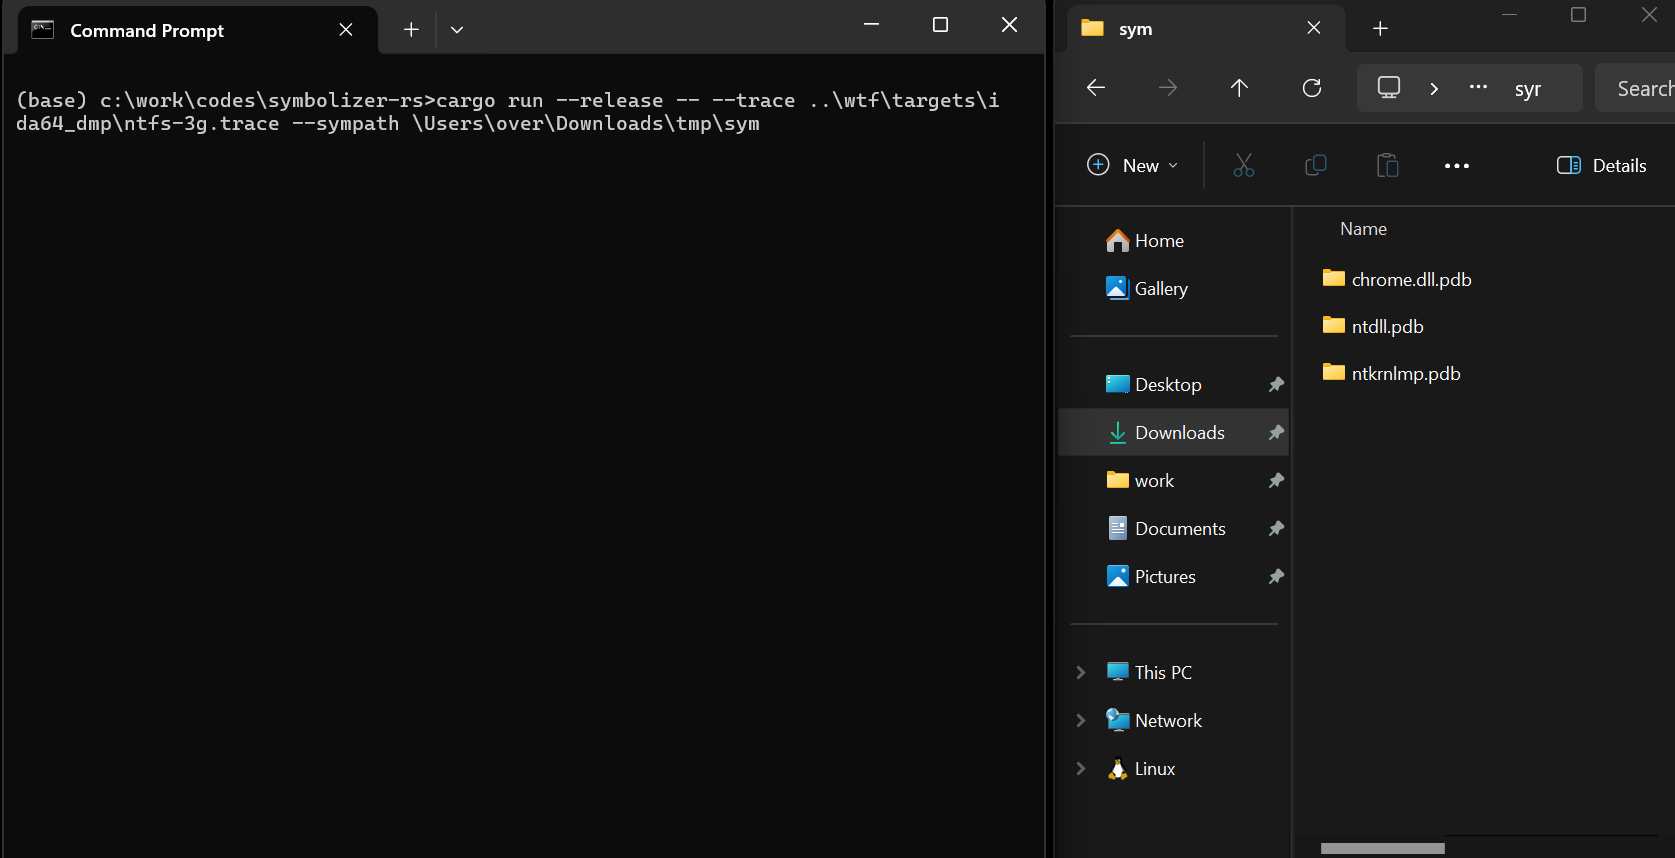 Command Prompt
(base) c:\work\codes\symbolizer-rs>cargo run --release -- --trace ..\wtf\targets\i
da64_dmp\ntfs-3g.trace --sympath \Users\over\Downloads\tmp\sym
sym
syr
Search
New
Details
Name
Home
Gallery
Desktop
Downloads
work
Documents
Pictures
This PC
Network
Linux
chrome.dll.pdb
ntdll.pdb
ntkrnlmp.pdb